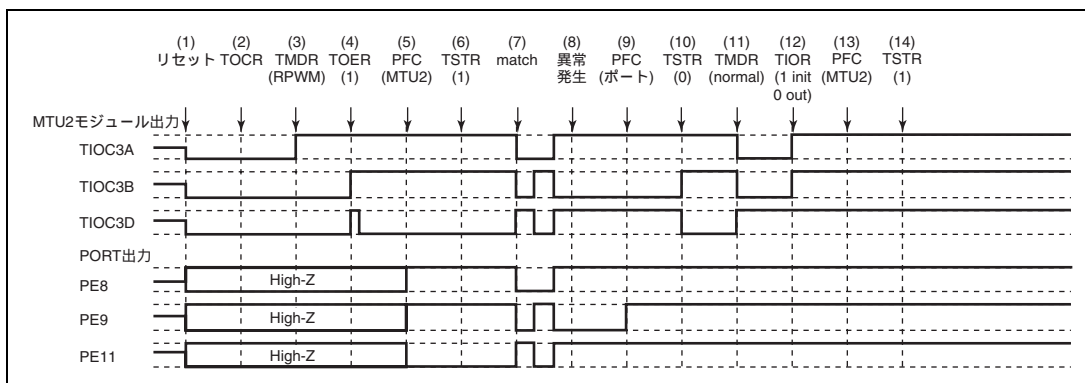 (1) (2) (3) (4) (5) (6) (7) (8) (9) (10) (11) (12) (13) (14)
リセット TOCR TMDR TOER PFC TSTR match 異常 PFC TSTR TMDR TIOR PFC TSTR
(RPWM) (1) (MTU2) (1) 発生 (ポート) (0) (normal) (1 init (MTU2) (1)
0 out)
MTU2モジュール出力
TIOC3A
TIOC3B
TIOC3D
PORT出力
PE8 High-Z
PE9 High-Z
PE11 High-Z